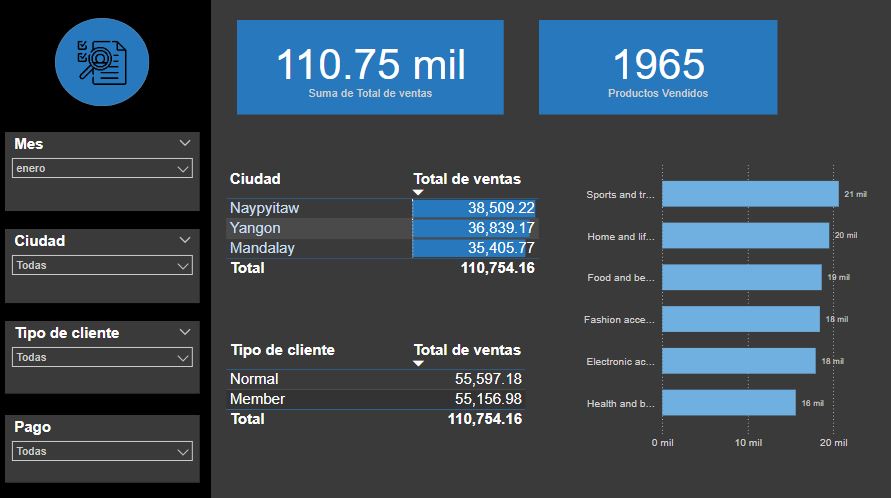 Mes
enero
Ciudad
Todas
Tipo de cliente
Todas
Pago
Todas
110.75 mil
Suma de Total de ventas
1965
Productos Vendidos
Ciudad Total de ventas
Naypyitaw 38,509.22
Yangon 36,839.17
Mandalay 35,405.77
Total 110,754.16
Tipo de cliente Total de ventas
Normal 55,597.18
Member 55,156.98
Total 110,754.16
Sports and tr... 21 mil
Home and lif... 20 mil
Food and be... 19 mil
Fashion acce... 18 mil
Electronic ac... 18 mil
Health and b... 16 mil
0 mil 10 mil 20 mil